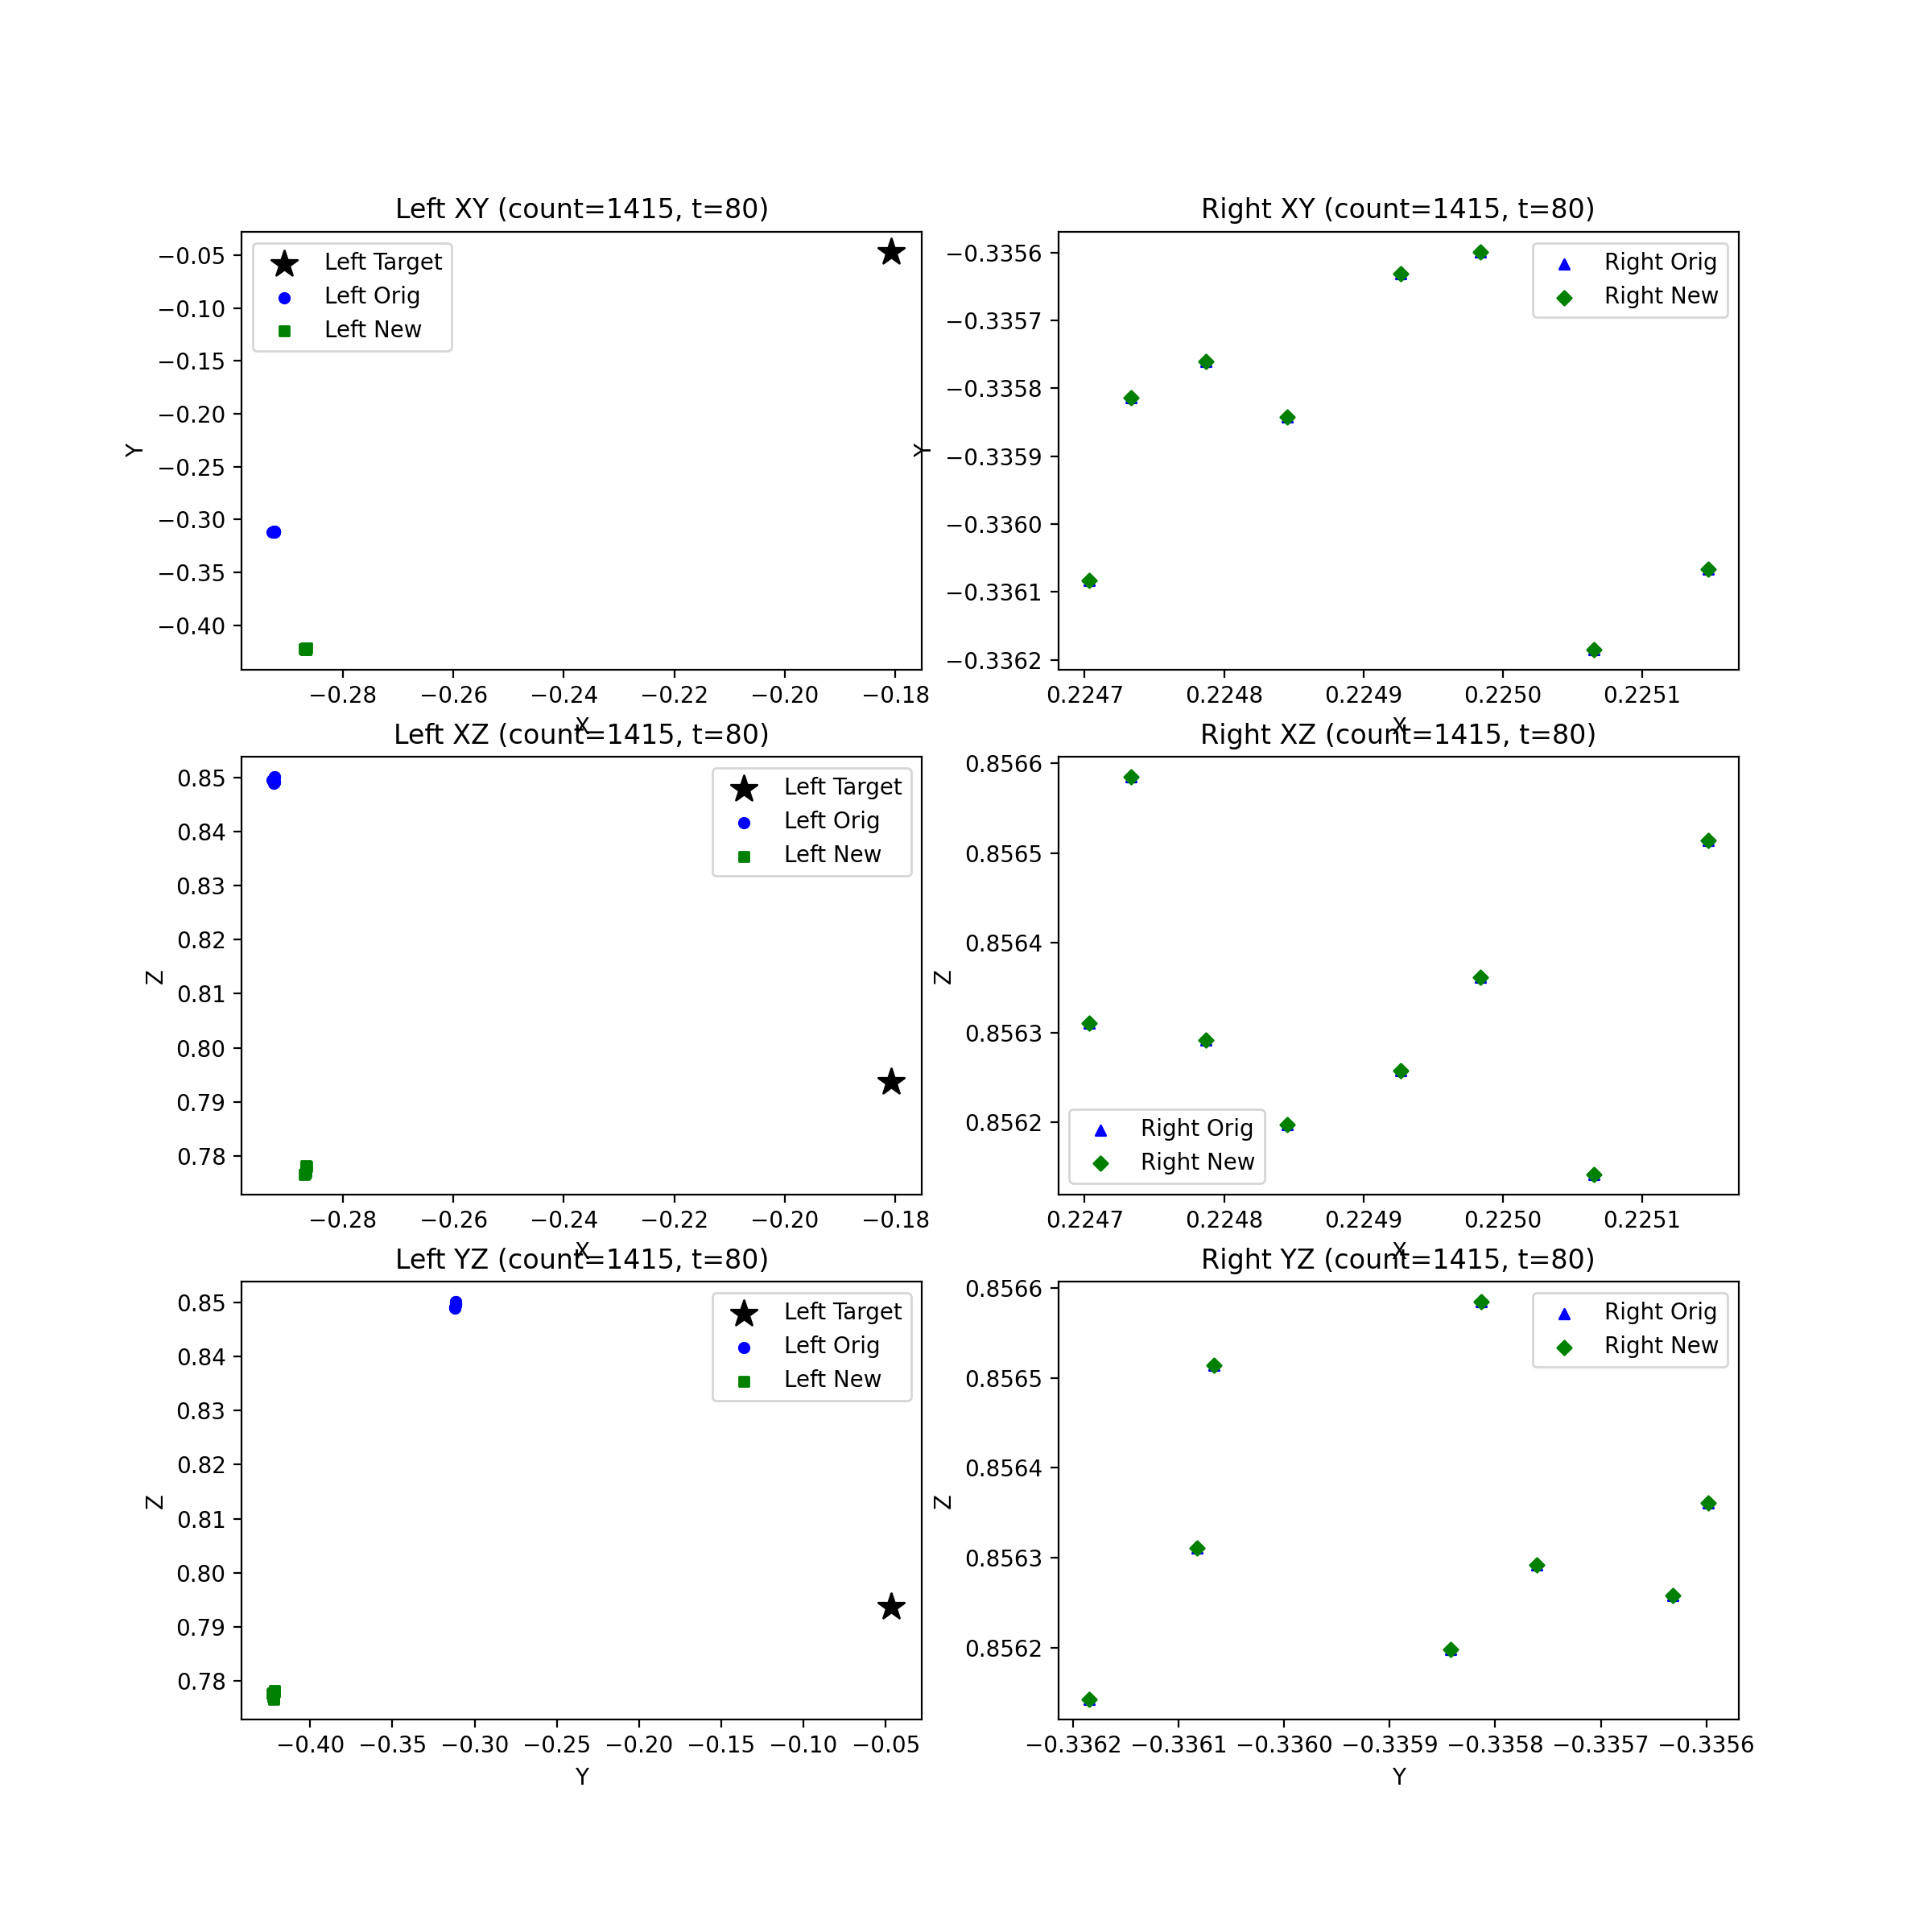 Left XY (count=1415, t=80)
−0.05
−0.10
−0.15
−0.20
−0.25
−0.30
−0.35
−0.40
Y
Left Target
Left Orig
Left New
−0.28 −0.26 −0.24 −0.22 −0.20 −0.18
X
Right XY (count=1415, t=80)
−0.3356
−0.3357
−0.3358
−0.3359
−0.3360
−0.3361
−0.3362
Y
Right Orig
Right New
0.2247 0.2248 0.2249 0.2250 0.2251
X
Left XZ (count=1415, t=80)
0.85
0.84
0.83
0.82
0.81
0.80
0.79
0.78
Z
Left Target
Left Orig
Left New
−0.28 −0.26 −0.24 −0.22 −0.20 −0.18
X
Right XZ (count=1415, t=80)
0.8566
0.8565
0.8564
0.8563
0.8562
Z
Right Orig
Right New
0.2247 0.2248 0.2249 0.2250 0.2251
X
Left YZ (count=1415, t=80)
0.85
0.84
0.83
0.82
0.81
0.80
0.79
0.78
Z
Left Target
Left Orig
Left New
−0.40 −0.35 −0.30 −0.25 −0.20 −0.15 −0.10 −0.05
Y
Right YZ (count=1415, t=80)
0.8566
0.8565
0.8564
0.8563
0.8562
Z
Right Orig
Right New
−0.3362 −0.3361 −0.3360 −0.3359 −0.3358 −0.3357 −0.3356
Y